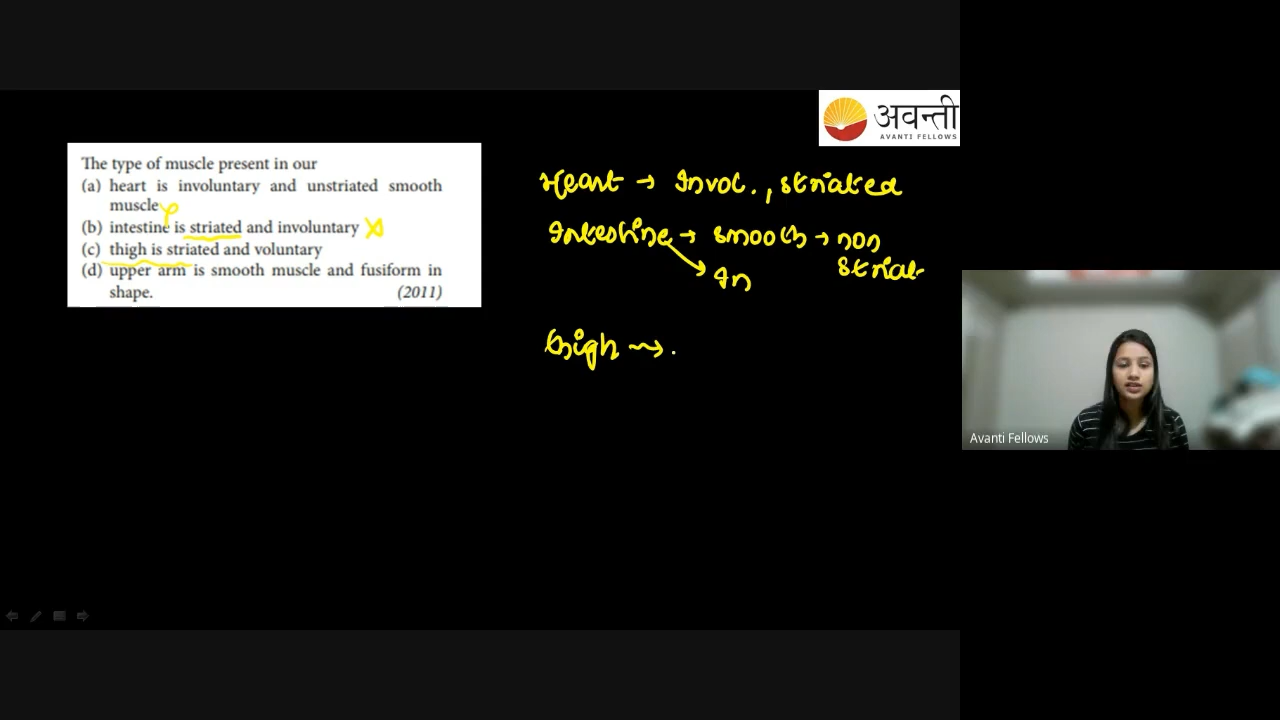 The type of muscle present in our
(a) heart is involuntary and unstriated smooth
muscle
(b) intestine is striated and involuntary
(c) thigh is striated and voluntary
(d) upper arm is smooth muscle and fusiform in
shape. (2011)
अवन्ती
AVANTI FELLOWS
Heart → Invol., striated
Intestine → smooth → non
striat
In
thigh → .
Avanti Fellows